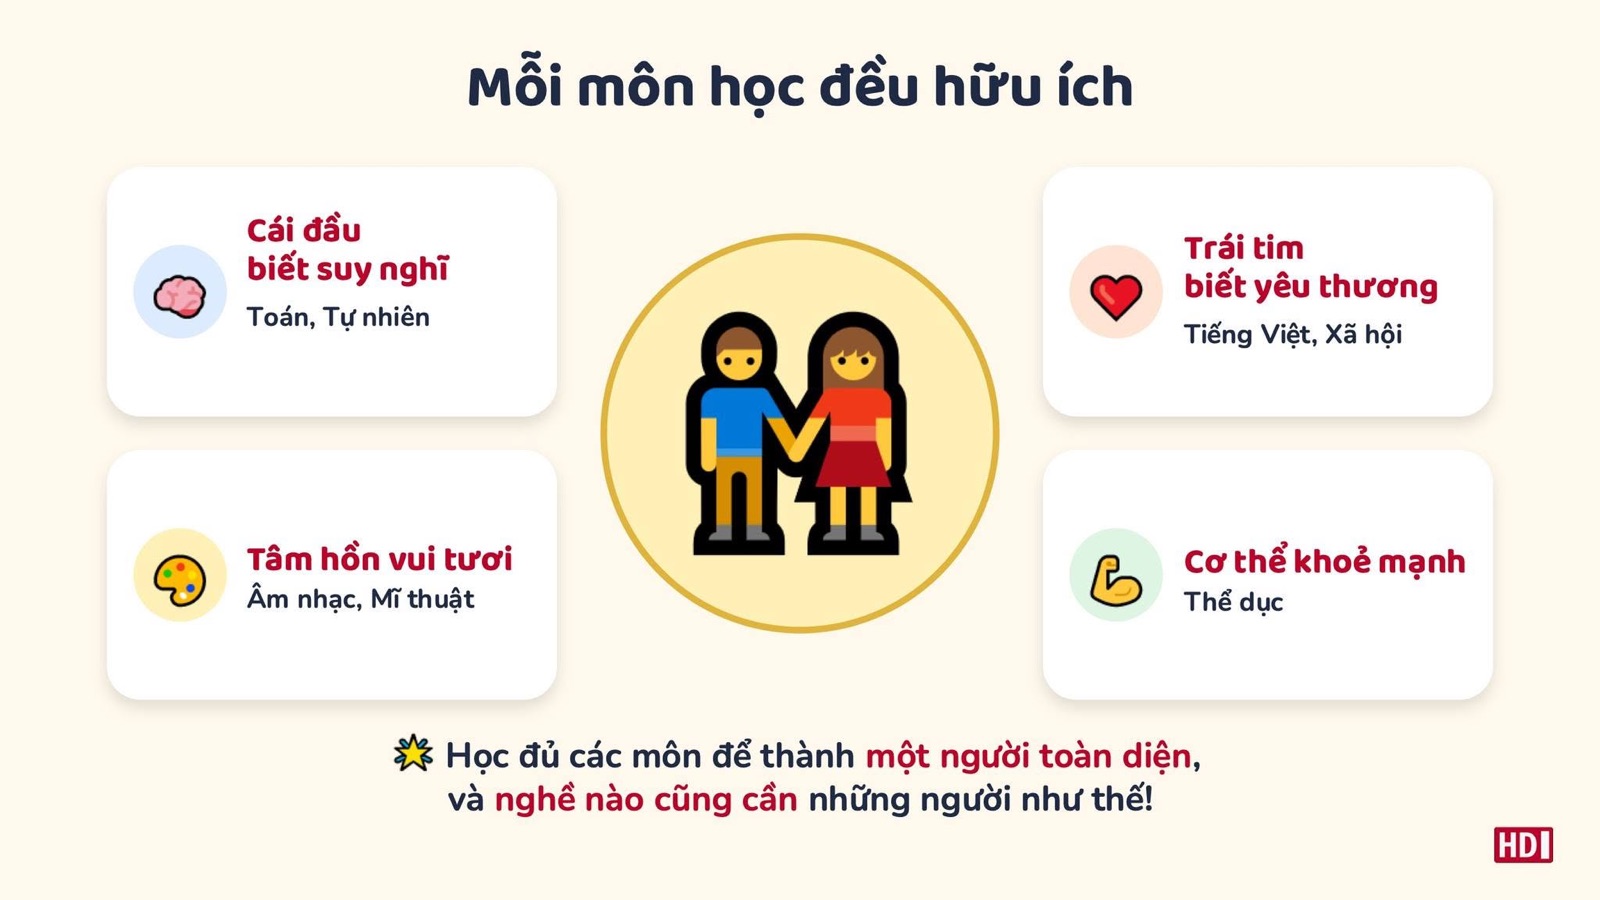 Mỗi môn học đều hữu ích
Cái đầu
biết suy nghĩ
Toán, Tự nhiên
Trái tim
biết yêu thương
Tiếng Việt, Xã hội
Tâm hồn vui tươi
Âm nhạc, Mĩ thuật
Cơ thể khoẻ mạnh
Thể dục
Học đủ các môn để thành một người toàn diện,
và nghề nào cũng cần những người như thế!
HDI